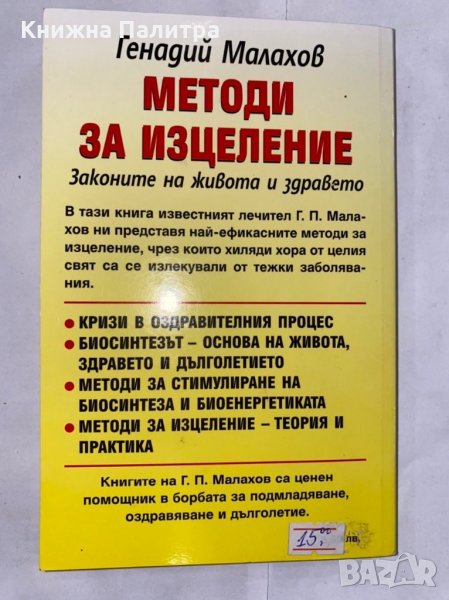 Книжна Палитра
Генадий Малахов
МЕТОДИ
ЗА ИЗЦЕЛЕНИЕ
Законите на живота и здравето
В тази книга известният лечител Г. П. Мала-
хов ни представя най-ефикасните методи за
изцеление, чрез които хиляди хора от целия
свят са се излекували от тежки заболява-
ния.
• КРИЗИ В ОЗДРАВИТЕЛНИЯ ПРОЦЕС
• БИОСИНТЕЗЪТ – ОСНОВА НА ЖИВОТА,
ЗДРАВЕТО И ДЪЛГОЛЕТИЕТО
• МЕТОДИ ЗА СТИМУЛИРАНЕ НА
БИОСИНТЕЗА И БИОЕНЕРГЕТИКАТА
• МЕТОДИ ЗА ИЗЦЕЛЕНИЕ – ТЕОРИЯ И
ПРАКТИКА
Книгите на Г. П. Малахов са ценен
помощник в борбата за подмладяване,
оздравяване и дълголетие.
15,00
лв.
BAZAR